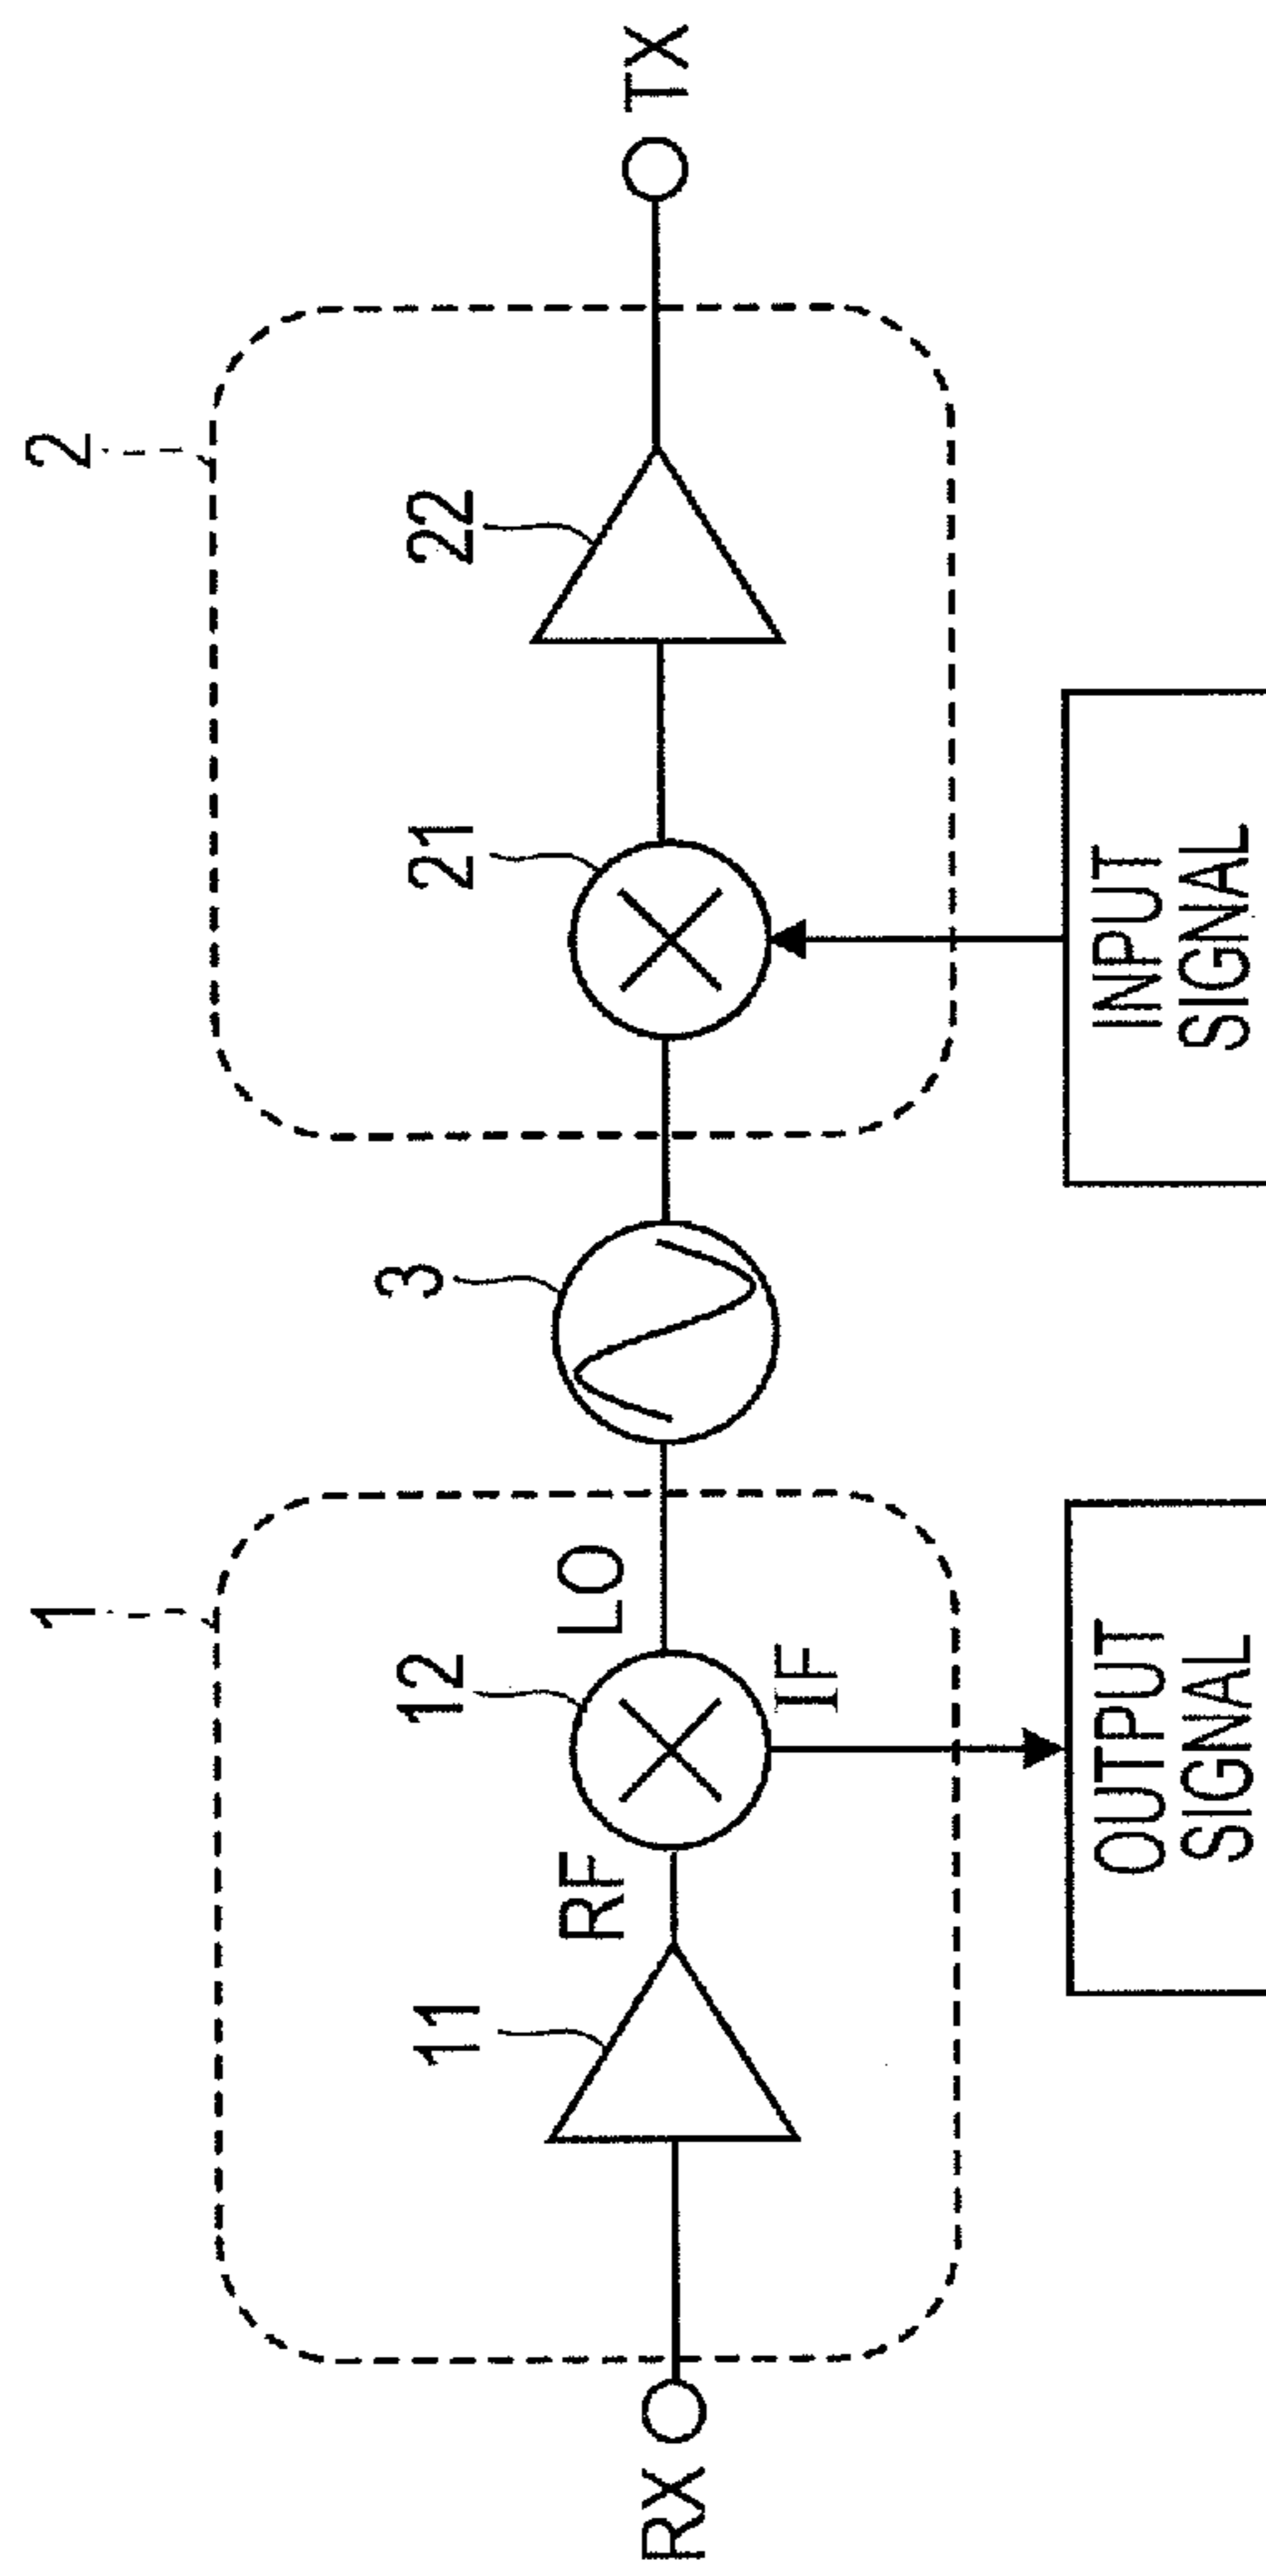 1
2
3
11
12
21
22
RX
RF
LO
IF
TX
OUTPUT
SIGNAL
INPUT
SIGNAL